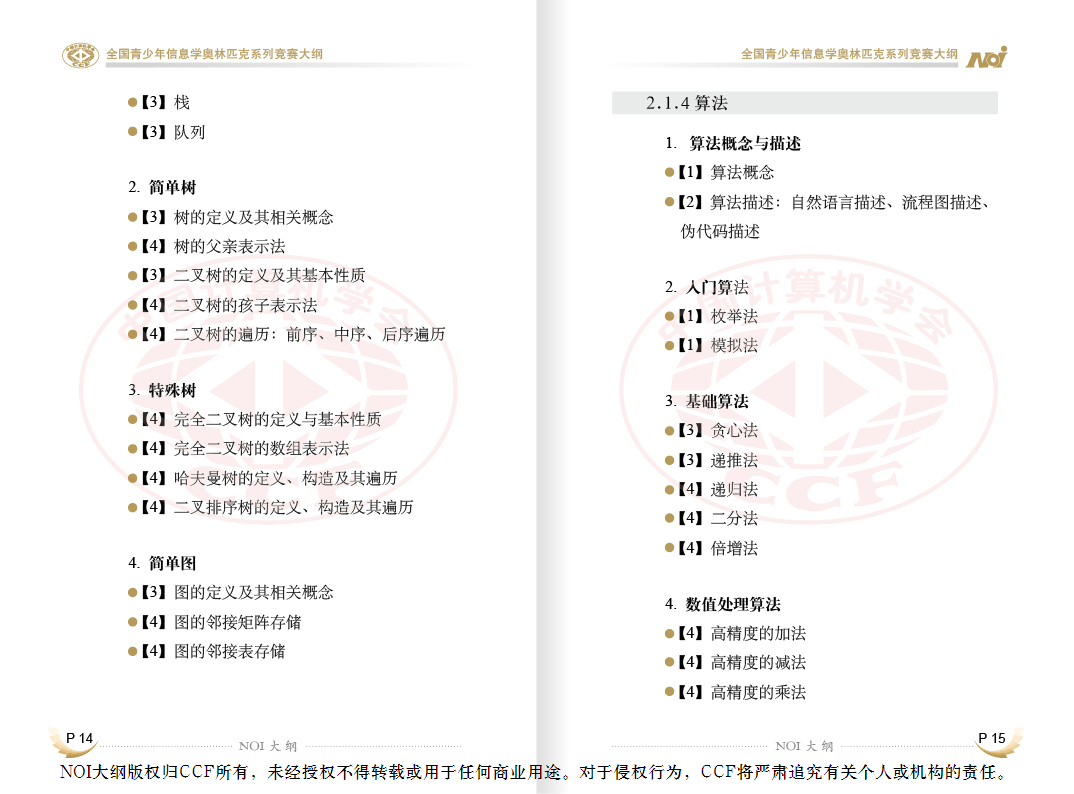 全国青少年信息学奥林匹克系列竞赛大纲
●【3】栈
●【3】队列
2. 简单树
●【3】树的定义及其相关概念
●【4】树的父亲表示法
●【3】二叉树的定义及其基本性质
●【4】二叉树的孩子表示法
●【4】二叉树的遍历：前序、中序、后序遍历
3. 特殊树
●【4】完全二叉树的定义与基本性质
●【4】完全二叉树的数组表示法
●【4】哈夫曼树的定义、构造及其遍历
●【4】二叉排序树的定义、构造及其遍历
4. 简单图
●【3】图的定义及其相关概念
●【4】图的邻接矩阵存储
●【4】图的邻接表存储
中国计算机学会
CCF
P 14
NOI 大 纲
全国青少年信息学奥林匹克系列竞赛大纲
NOI
2.1.4 算法
1. 算法概念与描述
●【1】算法概念
●【2】算法描述：自然语言描述、流程图描述、
伪代码描述
2. 入门算法
●【1】枚举法
●【1】模拟法
3. 基础算法
●【3】贪心法
●【3】递推法
●【4】递归法
●【4】二分法
●【4】倍增法
4. 数值处理算法
●【4】高精度的加法
●【4】高精度的减法
●【4】高精度的乘法
中国计算机学会
CCF
NOI 大 纲
P 15
NOI大纲版权归CCF所有，未经授权不得转载或用于任何商业用途。对于侵权行为，CCF将严肃追究有关个人或机构的责任。